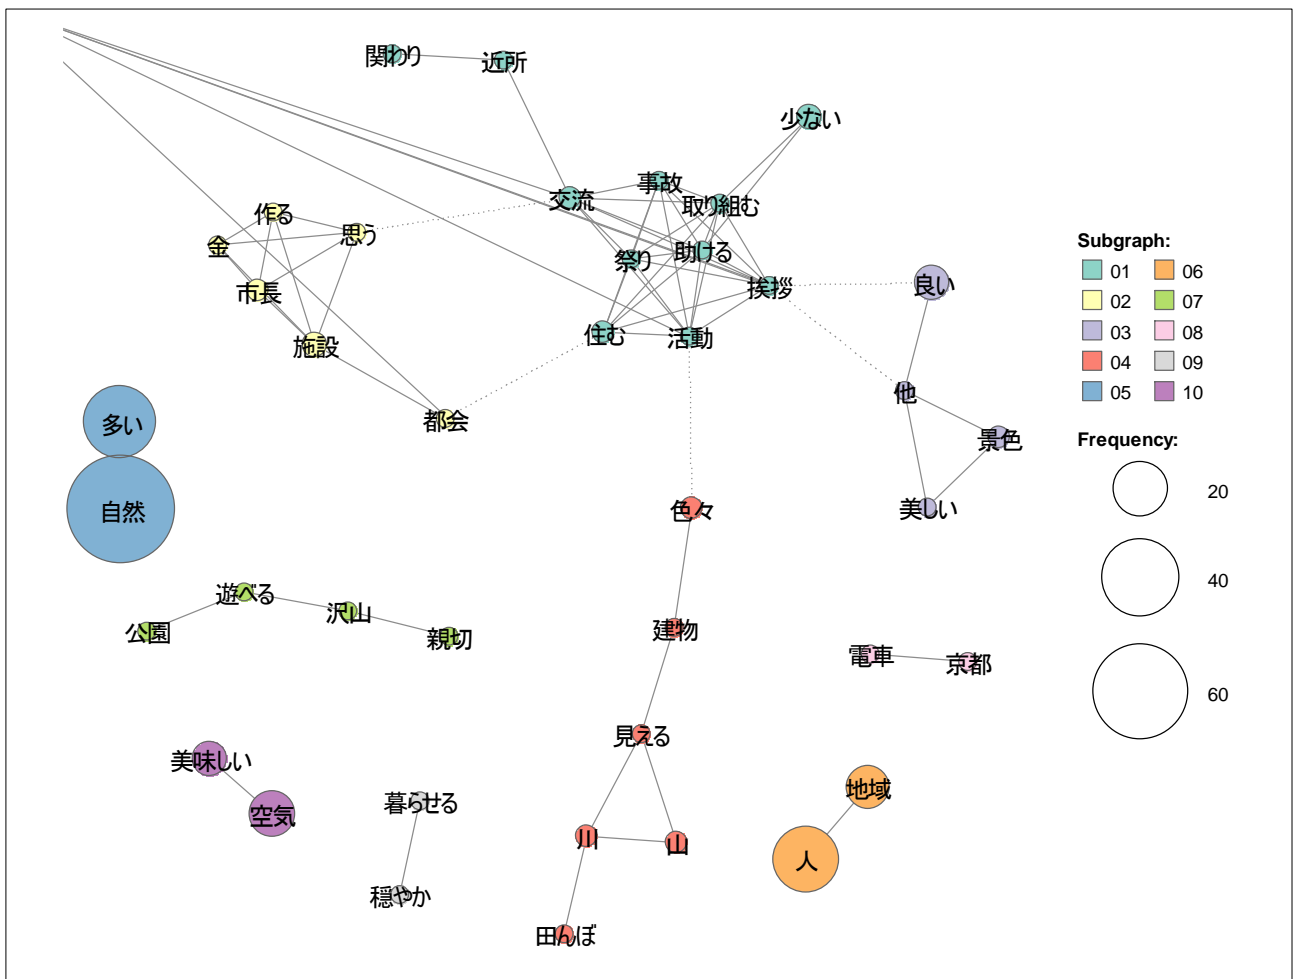 関わり
近所
少ない
事故
交流
取り組む
作る
思う
金
助ける
祭り
市長
挨拶
良い
施設
住む
活動
都会
他
景色
多い
自然
色々
美しい
遊べる
沢山
公園
親切
建物
電車
京都
見える
美味しい
空気
暮らせる
地域
川
山
人
穏やか
田んぼ
Subgraph:
01 06
02 07
03 08
04 09
05 10
Frequency:
20
40
60